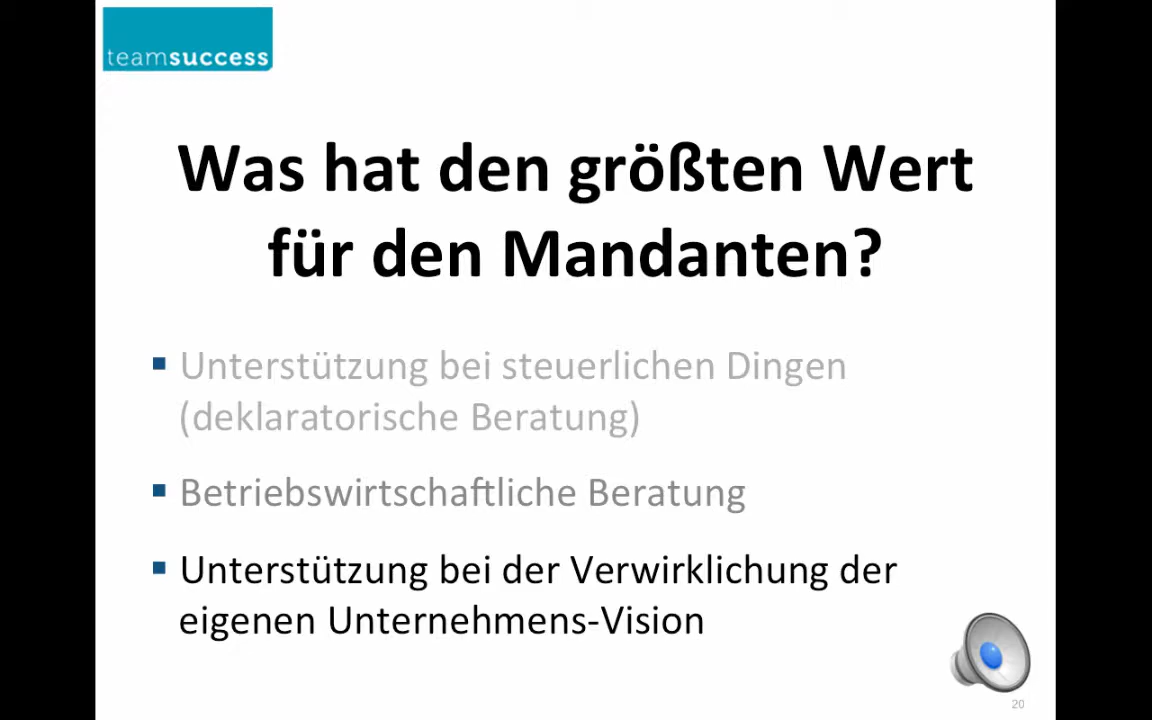 teamsuccess
Was hat den größten Wert
für den Mandanten?
Unterstützung bei steuerlichen Dingen
(deklaratorische Beratung)
Betriebswirtschaftliche Beratung
Unterstützung bei der Verwirklichung der
eigenen Unternehmens-Vision
20